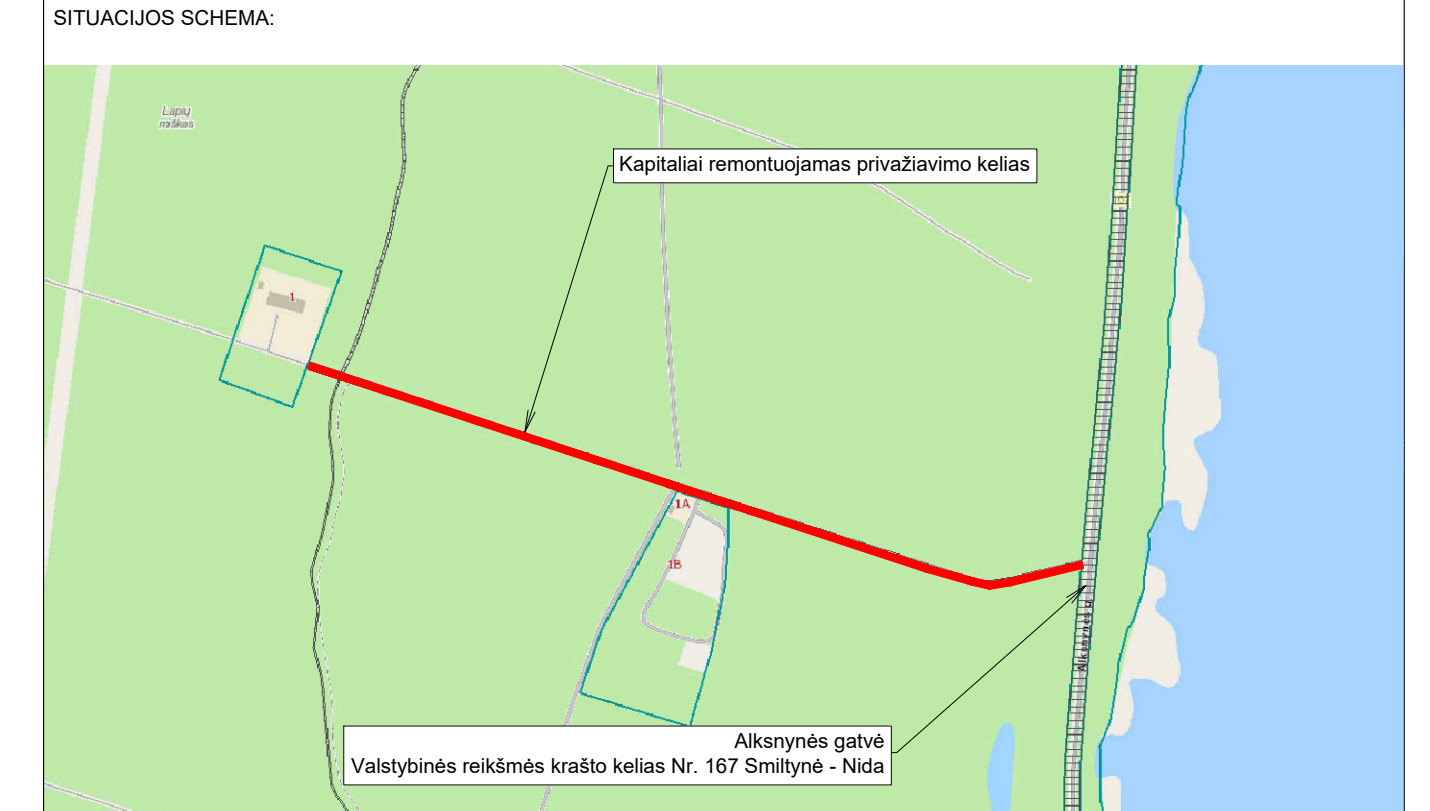 SITUACIJOS SCHEMA:
Lapių
miškas
Kapitaliai remontuojamas privažiavimo kelias
1
1A
1B
Alksnynės g.
Alksnynės gatvė
Valstybinės reikšmės krašto kelias Nr. 167 Smiltynė - Nida